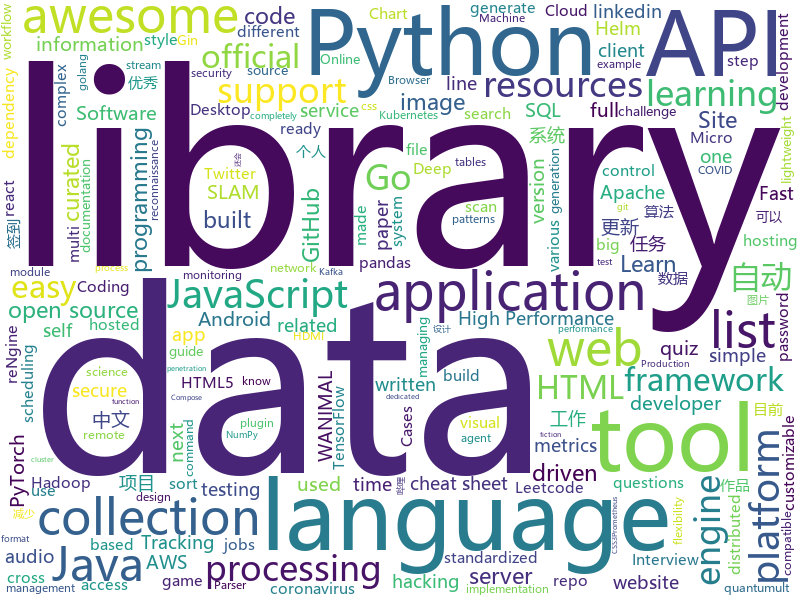 workflow
awesome
information
style
Gin
Chart
generate
Machine
Cloud
linkedin
code
different
official
Online
stream
security
source
Browser
golang
Python
API
Helm
client
example
step
development
dependency
complex
优秀
Software
Desktop
support
service
image
line
search
completely
css
Kubernetes
resources
learning
full
challenge
SQL
Site
Micro
lightweight
library
react
签到
multi
curated
documentation
programming
reconnaissance
Twitter
SLAM
built
ready
个人
file
Deep
tables
还会
GitHub
made
Go
paper
system
scan
patterns
pandas
version
系统
various
generation
control
Apache
one
COVID
Fast
git
算法
可以
更新
big
任务
hosting
module
process
monitoring
network
Kafka
test
Learn
数据
自动
图片
easy
Coding
JavaScript
application
list
password
open source
self
hosted
Android
related
High Performance
设计
performance
quiz
simple
reNgine
scheduling
app
guide
HDMI
data
managing
web
framework
science
penetration
HTML5
know
secure
中文
remote
Compose
function
WANIMAL
TensorFlow
written
build
dedicated
visual
agent
fiction
Cases
HTML
developer
Production
工作
metrics
tool
目前
customizable
PyTorch
next
command
plugin
NumPy
cluster
Hadoop
use
项目
sort
testing
used
time
哔哩
cheat sheet
driven
Leetcode
questions
作品
platform
compatible
减少
design
format
collection
language
CSS3Prometheus
flexibility
engine
distributed
audio
Java
based
Tracking
AWS
jobs
processing
standardized
server
Interview
website
cross
management
access
game
Parser
coronavirus
hacking
implementation
repo
quantumult